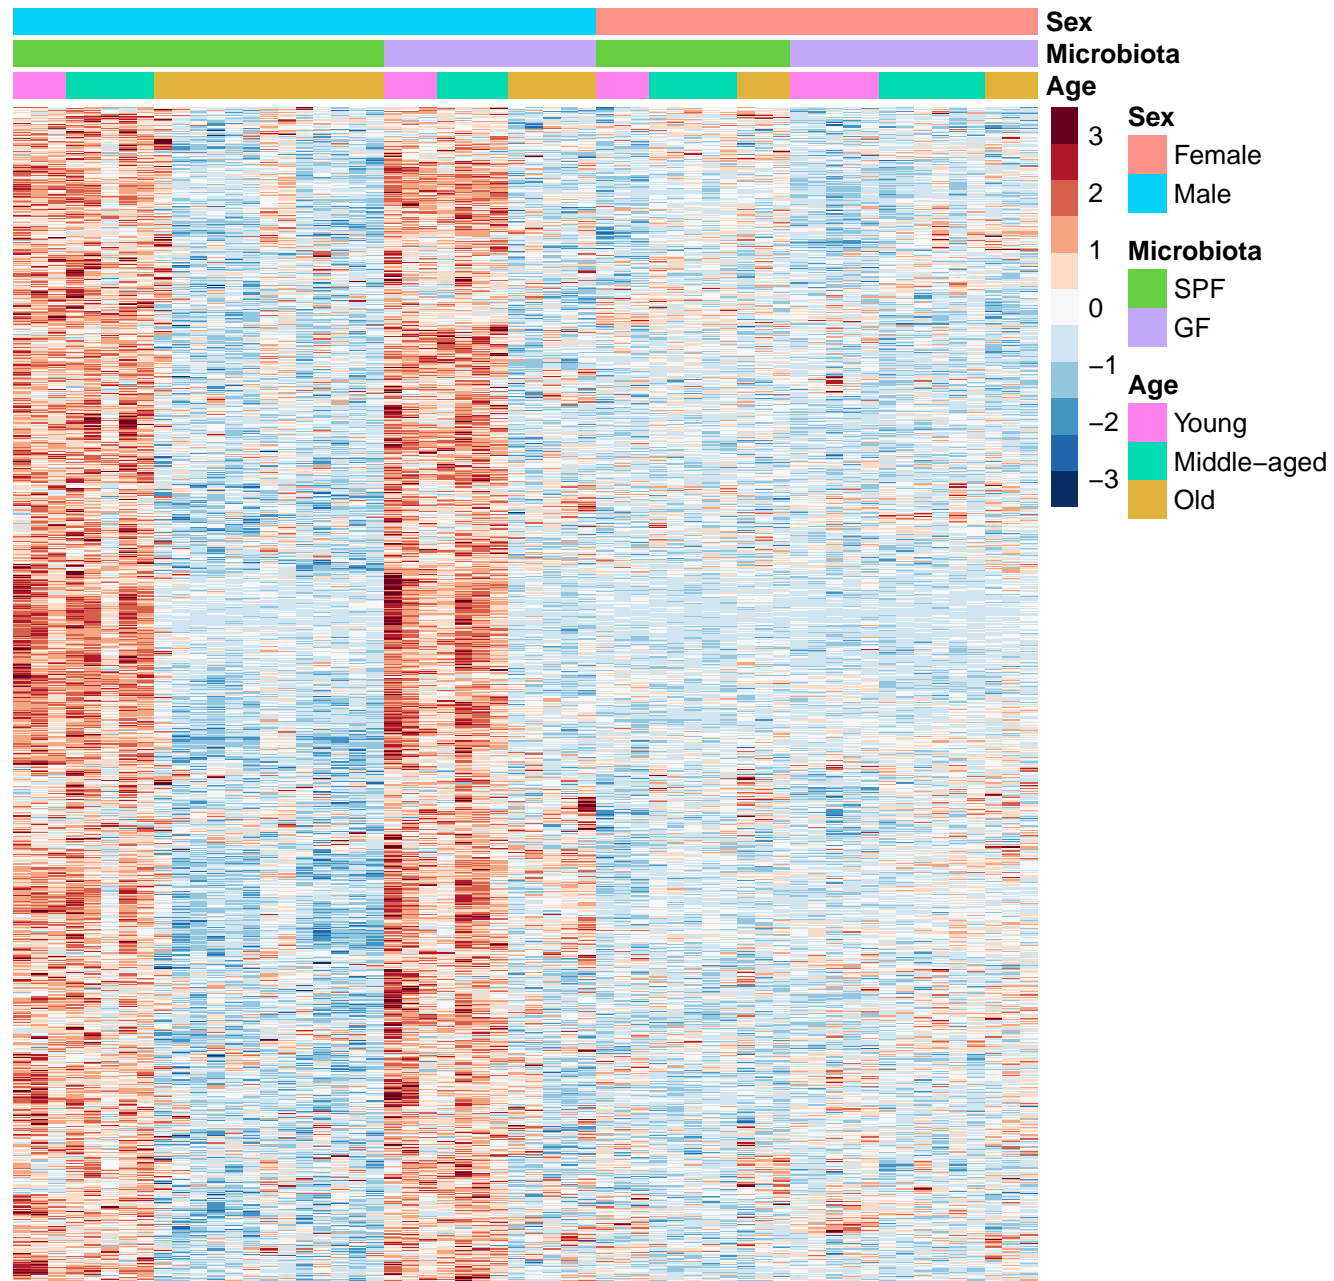 Sex
Microbiota
Age
3
2
1
0
−1
−2
−3
Sex
Female
Male
Microbiota
SPF
GF
Age
Young
Middle−aged
Old